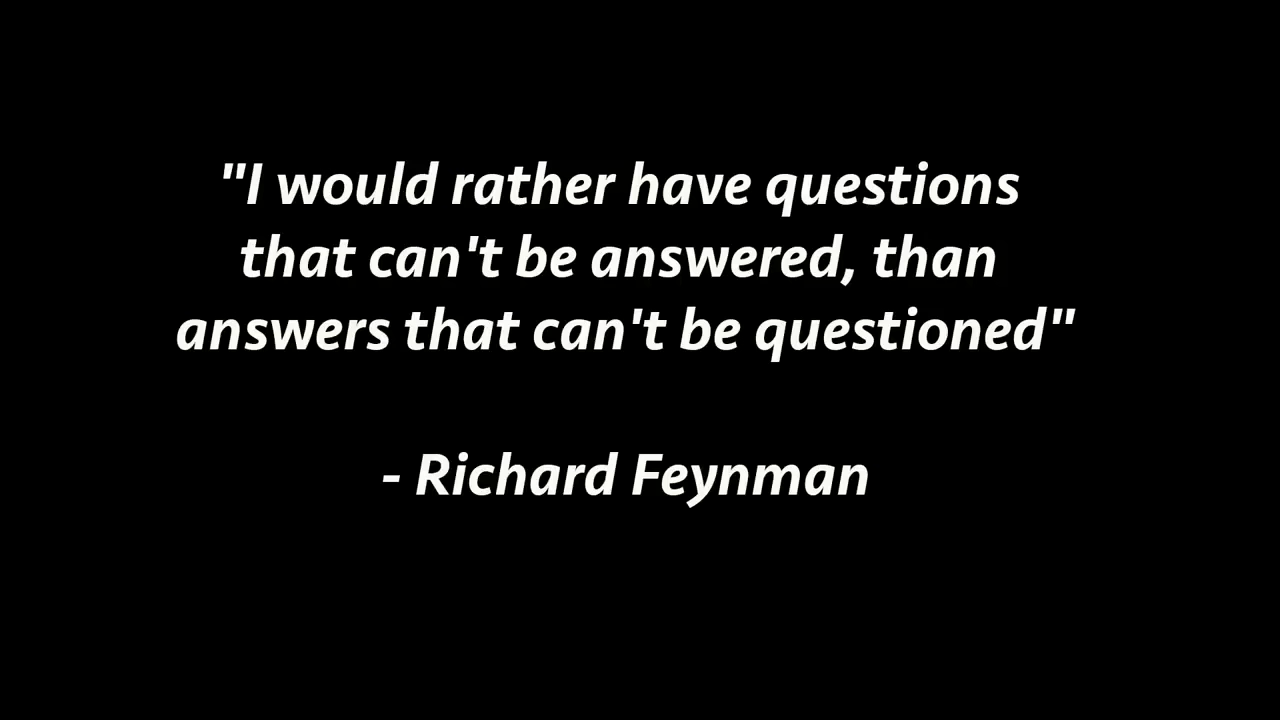 "I would rather have questions
that can't be answered, than
answers that can't be questioned"
- Richard Feynman